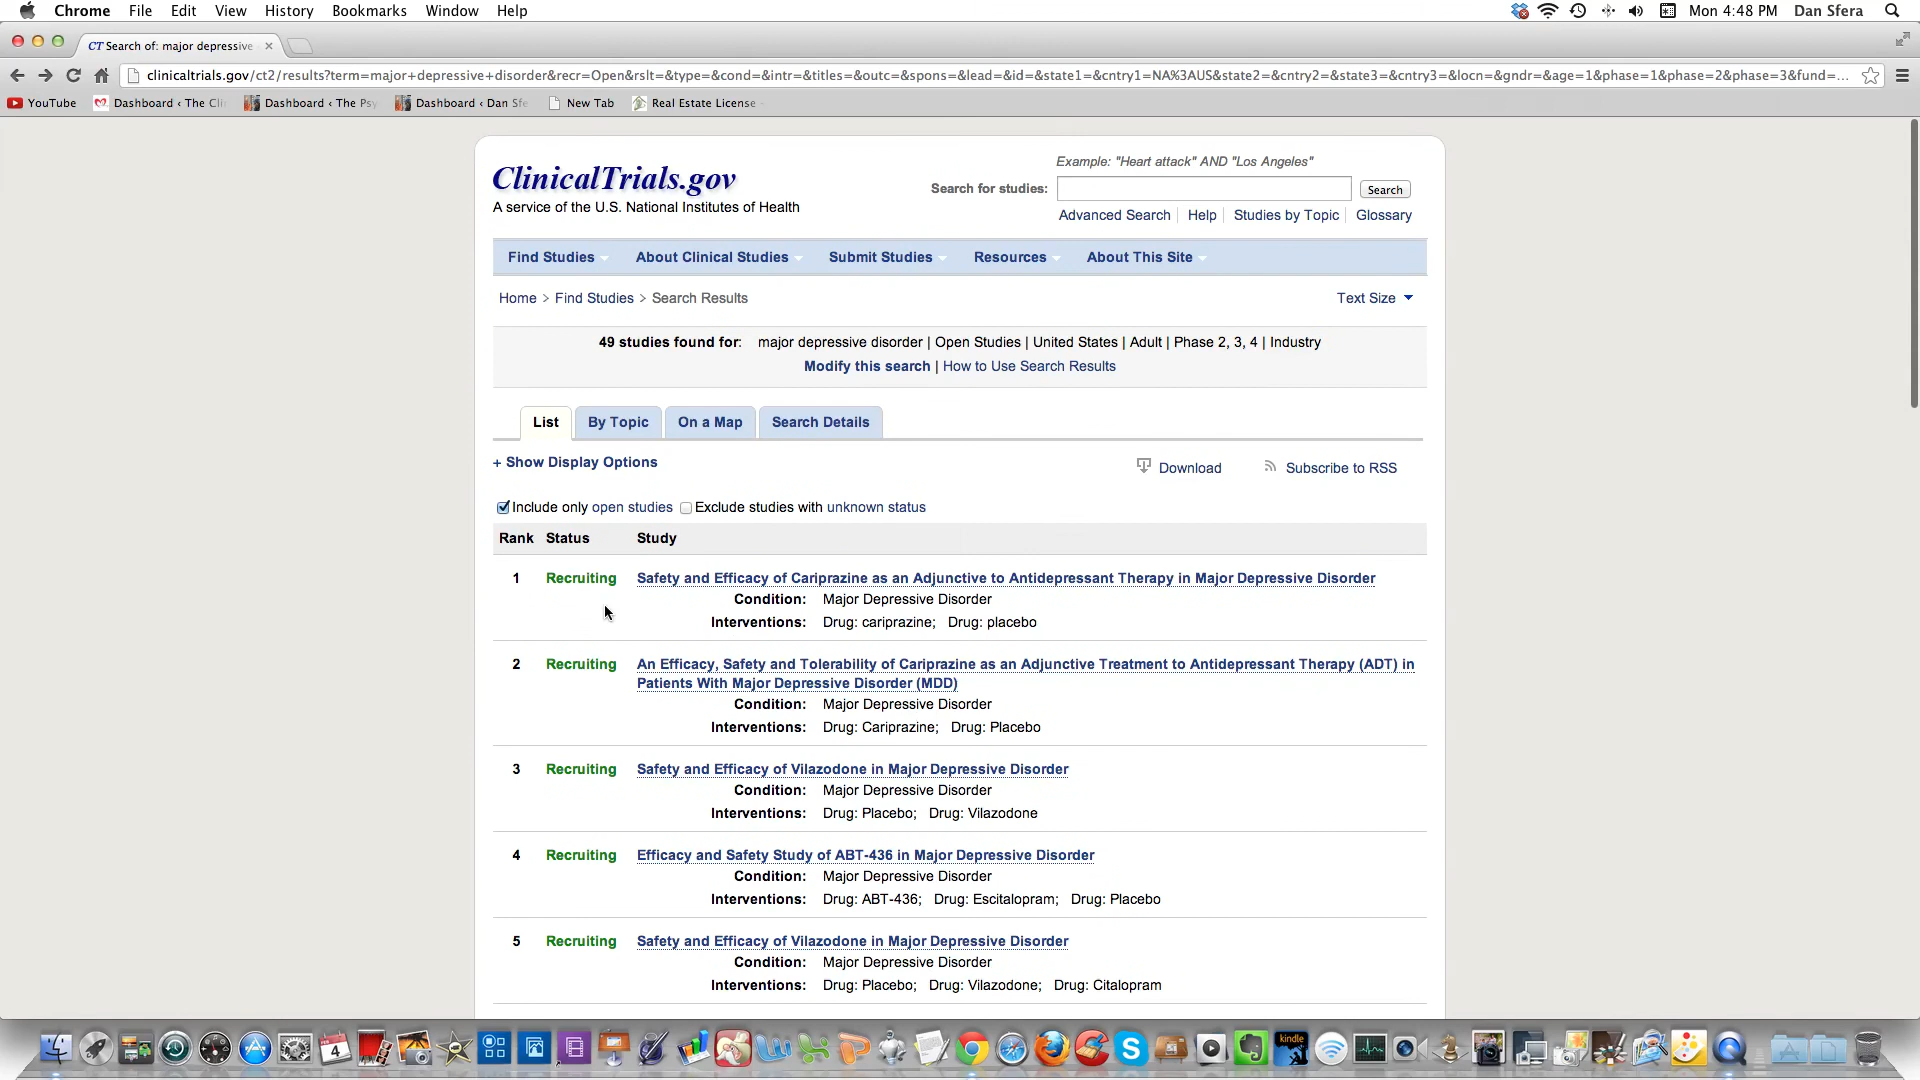 Chrome File Edit View History Bookmarks Window Help Mon 4:48 PM Dan Sfera
CT Search of: major depressive
clinicaltrials.gov/ct2/results?term=major+depressive+disorder&recr=Open&rslt=&type=&cond=&intr=&titles=&outc=&spons=&lead=&id=&state1=&cntry1=NA%3AUS&state2=&cntry2=&state3=&cntry3=&locn=&gndr=&age=1&phase=1&phase=2&phase=3&fund=...
YouTube Dashboard ‹ The Cli Dashboard ‹ The Psy Dashboard ‹ Dan Sfe New Tab Real Estate License
Example: "Heart attack" AND "Los Angeles"
ClinicalTrials.gov
Search for studies: Search
A service of the U.S. National Institutes of Health
Advanced Search Help Studies by Topic Glossary
Find Studies About Clinical Studies Submit Studies Resources About This Site
Home > Find Studies > Search Results Text Size
49 studies found for: major depressive disorder | Open Studies | United States | Adult | Phase 2, 3, 4 | Industry
Modify this search | How to Use Search Results
List By Topic On a Map Search Details
+ Show Display Options Download Subscribe to RSS
Include only open studies Exclude studies with unknown status
Rank Status Study
1 Recruiting Safety and Efficacy of Cariprazine as an Adjunctive to Antidepressant Therapy in Major Depressive Disorder
Condition: Major Depressive Disorder
Interventions: Drug: cariprazine; Drug: placebo
2 Recruiting An Efficacy, Safety and Tolerability of Cariprazine as an Adjunctive Treatment to Antidepressant Therapy (ADT) in
Patients With Major Depressive Disorder (MDD)
Condition: Major Depressive Disorder
Interventions: Drug: Cariprazine; Drug: Placebo
3 Recruiting Safety and Efficacy of Vilazodone in Major Depressive Disorder
Condition: Major Depressive Disorder
Interventions: Drug: Placebo; Drug: Vilazodone
4 Recruiting Efficacy and Safety Study of ABT-436 in Major Depressive Disorder
Condition: Major Depressive Disorder
Interventions: Drug: ABT-436; Drug: Escitalopram; Drug: Placebo
5 Recruiting Safety and Efficacy of Vilazodone in Major Depressive Disorder
Condition: Major Depressive Disorder
Interventions: Drug: Placebo; Drug: Vilazodone; Drug: Citalopram
4
kindle